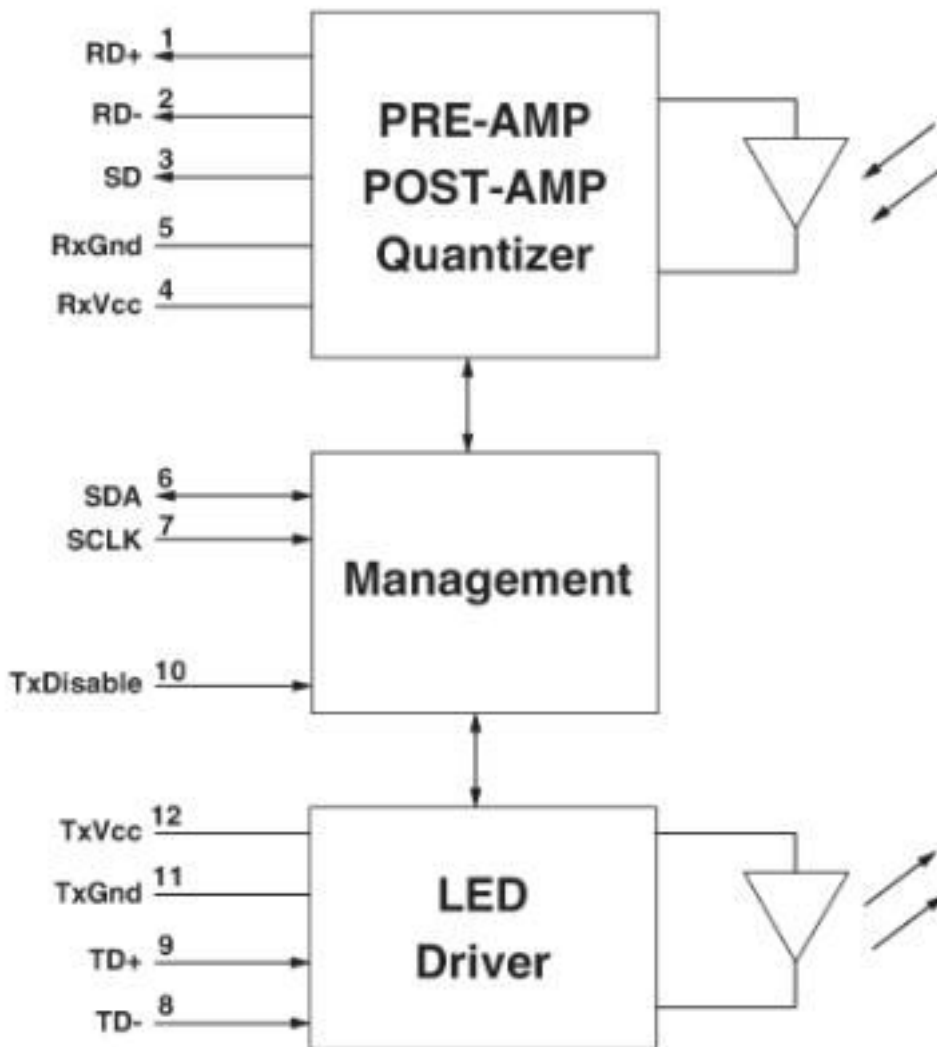 RD+ 1
RD- 2
SD 3
RxGnd 5
RxVcc 4
PRE-AMP
POST-AMP
Quantizer
SDA 6
SCLK 7
TxDisable 10
Management
TxVcc 12
TxGnd 11
TD+ 9
TD- 8
LED
Driver